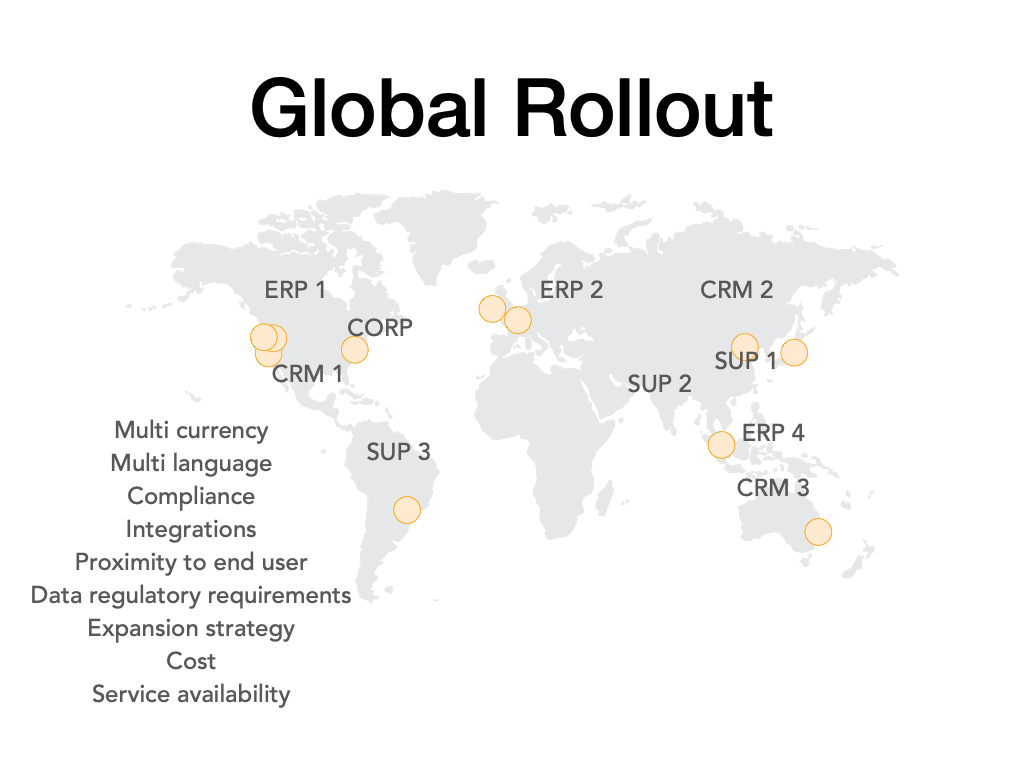 Global Rollout
ERP 1
ERP 2
CRM 2
CORP
SUP 1
CRM 1
SUP 2
Multi currency
ERP 4
SUP 3
Multi language
CRM 3
Compliance
Integrations
Proximity to end user
Data regulatory requirements
Expansion strategy
Cost
Service availability